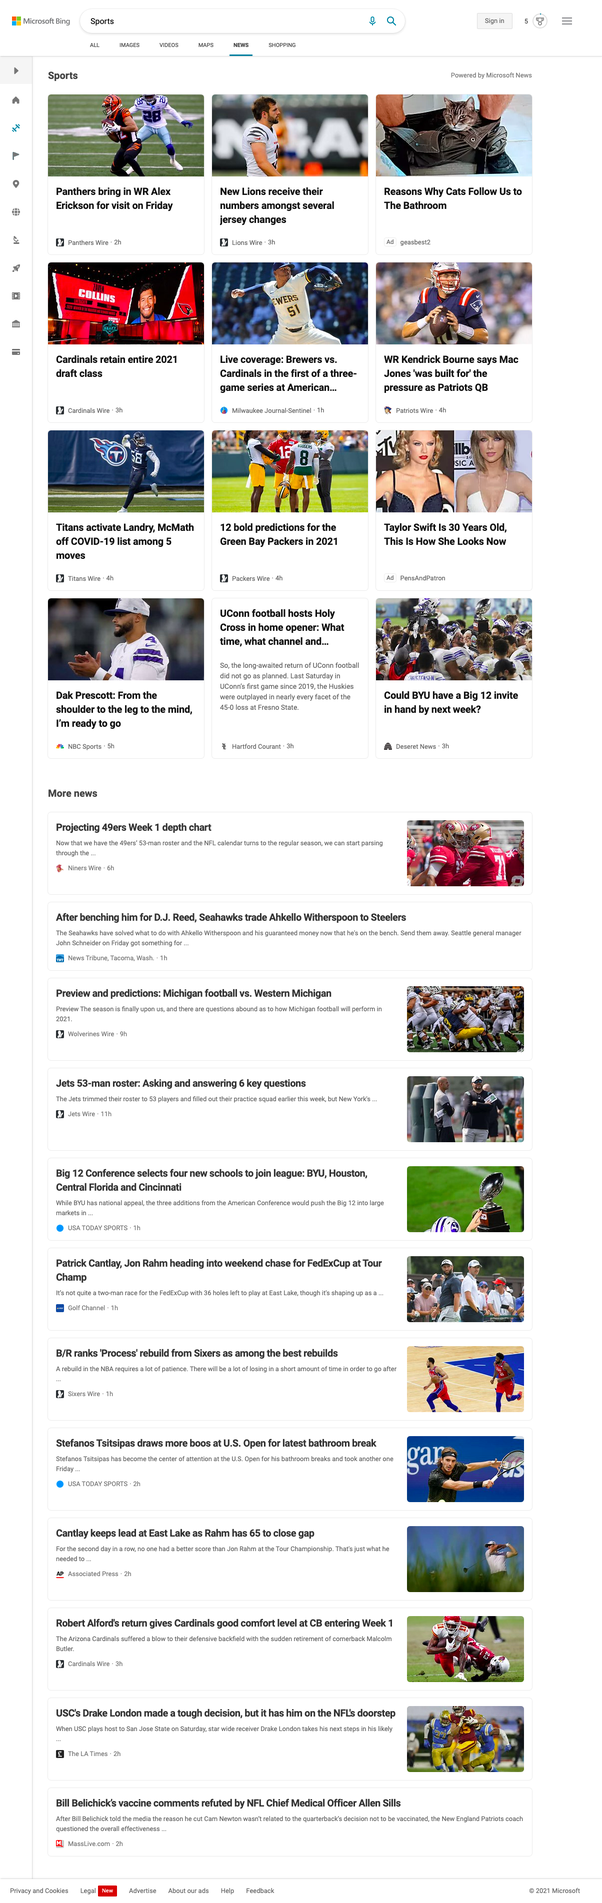 Microsoft Bing
Sports
Sign in
5
ALL IMAGES VIDEOS MAPS NEWS SHOPPING
Sports
Powered by Microsoft News
Panthers bring in WR Alex
Erickson for visit on Friday
Panthers Wire · 2h
New Lions receive their
numbers amongst several
jersey changes
Lions Wire · 3h
Reasons Why Cats Follow Us to
The Bathroom
Ad geasbest2
COLLINS
Cardinals retain entire 2021
draft class
Cardinals Wire · 3h
EWERS
51
Live coverage: Brewers vs.
Cardinals in the first of a three-
game series at American...
Milwaukee Journal-Sentinel · 1h
WR Kendrick Bourne says Mac
Jones 'was built for' the
pressure as Patriots QB
Patriots Wire · 4h
Titans activate Landry, McMath
off COVID-19 list among 5
moves
Titans Wire · 4h
12
8
12 bold predictions for the
Green Bay Packers in 2021
Packers Wire · 4h
Taylor Swift Is 30 Years Old,
This Is How She Looks Now
Ad PensAndPatron
Dak Prescott: From the
shoulder to the leg to the mind,
I'm ready to go
NBC Sports · 5h
UConn football hosts Holy
Cross in home opener: What
time, what channel and...
So, the long-awaited return of UConn football
did not go as planned. Last Saturday in
UConn's first game since 2019, the Huskies
were outplayed in nearly every facet of the
45-0 loss at Fresno State.
Hartford Courant · 3h
Could BYU have a Big 12 invite
in hand by next week?
Deseret News · 3h
More news
Projecting 49ers Week 1 depth chart
Now that we have the 49ers' 53-man roster and the NFL calendar turns to the regular season, we can start parsing
through the ...
Niners Wire · 6h
71
After benching him for D.J. Reed, Seahawks trade Ahkello Witherspoon to Steelers
The Seahawks have solved what to do with Ahkello Witherspoon and his guaranteed money now that he's on the bench. Send them away. Seattle general manager
John Schneider on Friday got something for ...
News Tribune, Tacoma, Wash. · 1h
Preview and predictions: Michigan football vs. Western Michigan
Preview The season is finally upon us, and there are questions abound as to how Michigan football will perform in
2021.
Wolverines Wire · 9h
Jets 53-man roster: Asking and answering 6 key questions
The Jets trimmed their roster to 53 players and filled out their practice squad earlier this week, but New York's ...
Jets Wire · 11h
Big 12 Conference selects four new schools to join league: BYU, Houston,
Central Florida and Cincinnati
While BYU has national appeal, the three additions from the American Conference would push the Big 12 into large
markets in ...
USA TODAY SPORTS · 1h
Patrick Cantlay, Jon Rahm heading into weekend chase for FedExCup at Tour
Champ
It's not quite a two-man race for the FedExCup with 36 holes left to play at East Lake, though it's shaping up as a ...
Golf Channel · 1h
B/R ranks 'Process' rebuild from Sixers as among the best rebuilds
A rebuild in the NBA requires a lot of patience. There will be a lot of losing in a short amount of time in order to go after
...
Sixers Wire · 1h
Stefanos Tsitsipas draws more boos at U.S. Open for latest bathroom break
Stefanos Tsitsipas has become the center of attention at the U.S. Open for his bathroom breaks and took another one
Friday ...
USA TODAY SPORTS · 2h
Cantlay keeps lead at East Lake as Rahm has 65 to close gap
For the second day in a row, no one had a better score than Jon Rahm at the Tour Championship. That's just what he
needed to ...
AP Associated Press · 2h
Robert Alford's return gives Cardinals good comfort level at CB entering Week 1
The Arizona Cardinals suffered a blow to their defensive backfield with the sudden retirement of cornerback Malcolm
Butler.
Cardinals Wire · 3h
USC's Drake London made a tough decision, but it has him on the NFL's doorstep
When USC plays host to San Jose State on Saturday, star wide receiver Drake London takes his next steps in his likely
...
The LA Times · 2h
Bill Belichick's vaccine comments refuted by NFL Chief Medical Officer Allen Sills
After Bill Belichick told the media the reason he cut Cam Newton wasn't related to the quarterback's decision not to be vaccinated, the New England Patriots coach
questioned the overall effectiveness ...
MassLive.com · 2h
Privacy and Cookies Legal New Advertise About our ads Help Feedback © 2021 Microsoft